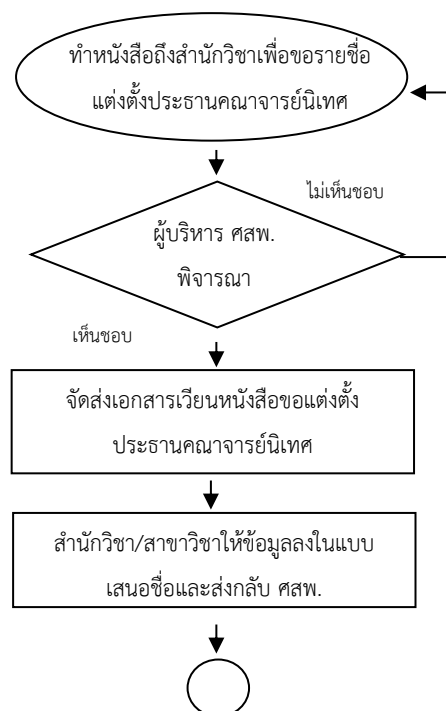 ทำหนังสือถึงสำนักวิชาเพื่อขอรายชื่อ
แต่งตั้งประธานคณาจารย์นิเทศ
ไม่เห็นชอบ
ผู้บริหาร ศสพ.
พิจารณา
เห็นชอบ
จัดส่งเอกสารเวียนหนังสือขอแต่งตั้ง
ประธานคณาจารย์นิเทศ
สำนักวิชา/สาขาวิชาให้ข้อมูลลงในแบบ
เสนอชื่อและส่งกลับ ศสพ.